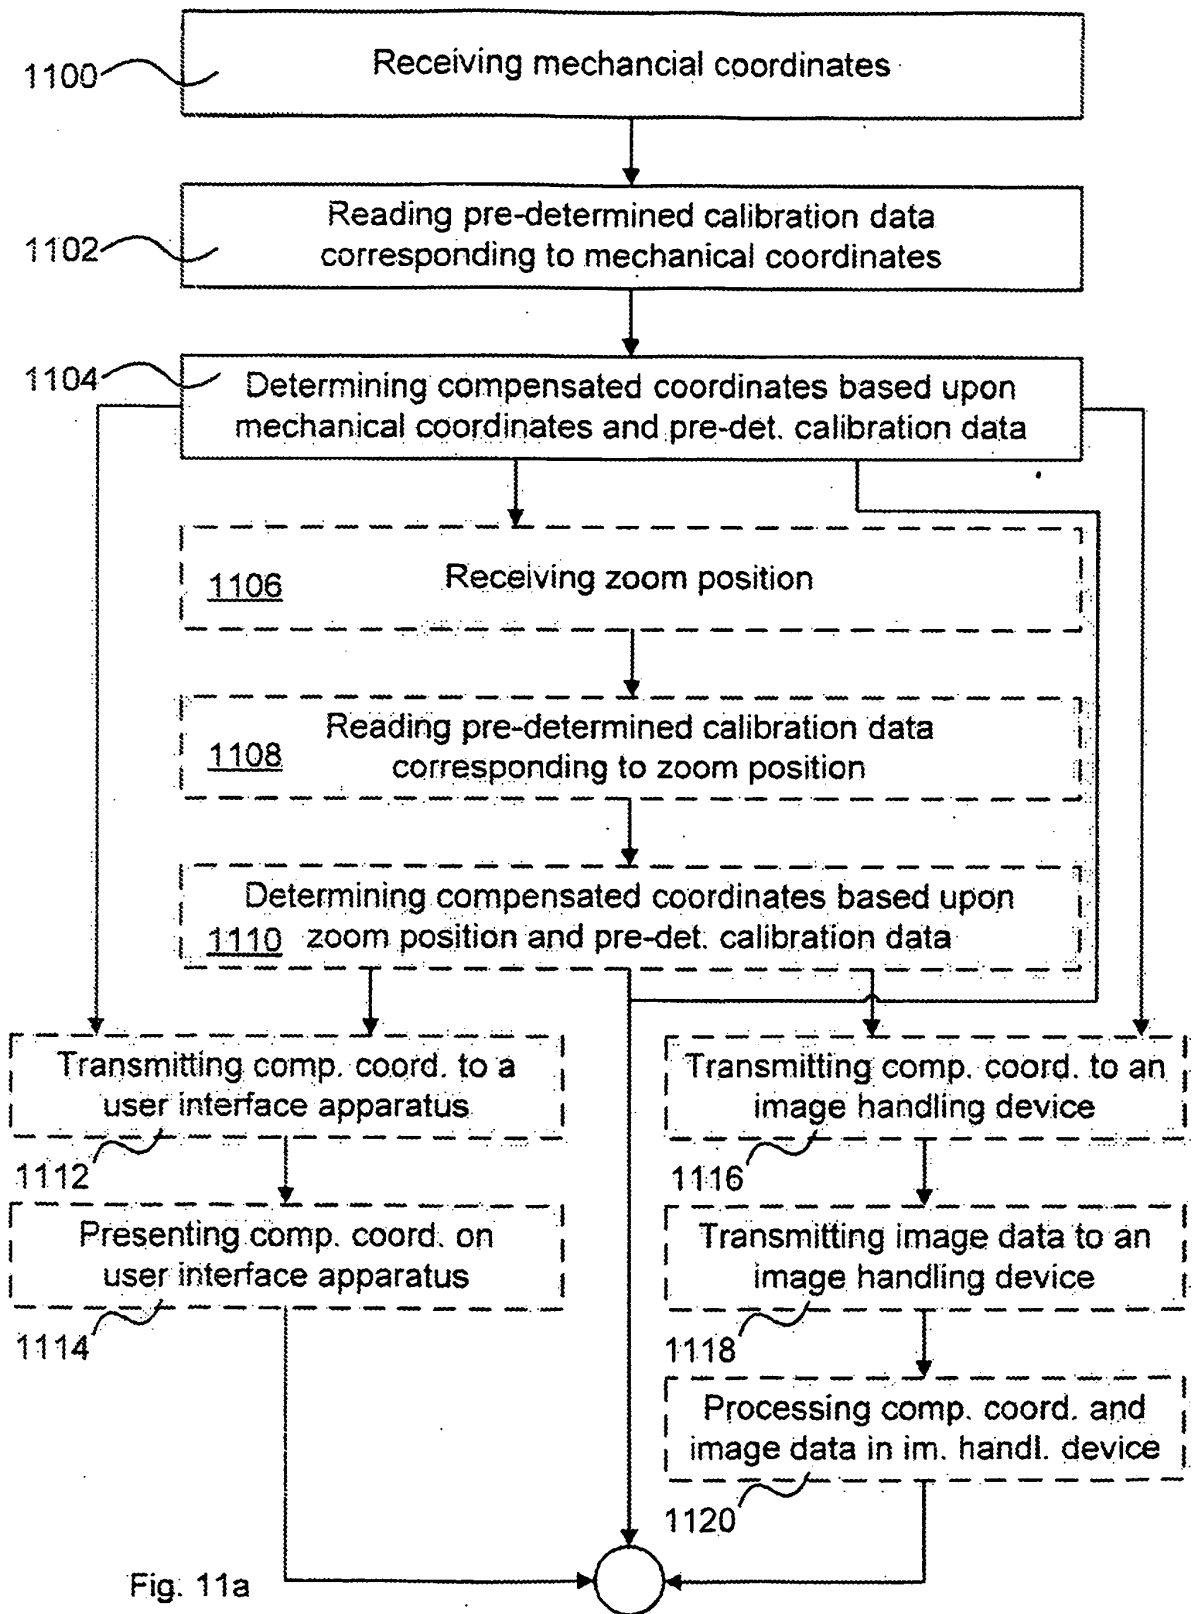 1100
Receiving mechancial coordinates
1102
Reading pre-determined calibration data
corresponding to mechanical coordinates
1104
Determining compensated coordinates based upon
mechanical coordinates and pre-det. calibration data
1106
Receiving zoom position
1108
Reading pre-determined calibration data
corresponding to zoom position
1110
Determining compensated coordinates based upon
zoom position and pre-det. calibration data
Transmitting comp. coord. to a
user interface apparatus
1112
Presenting comp. coord. on
user interface apparatus
1114
Transmitting comp. coord. to an
image handling device
1116
Transmitting image data to an
image handling device
1118
Processing comp. coord. and
image data in im. handl. device
1120
Fig. 11a